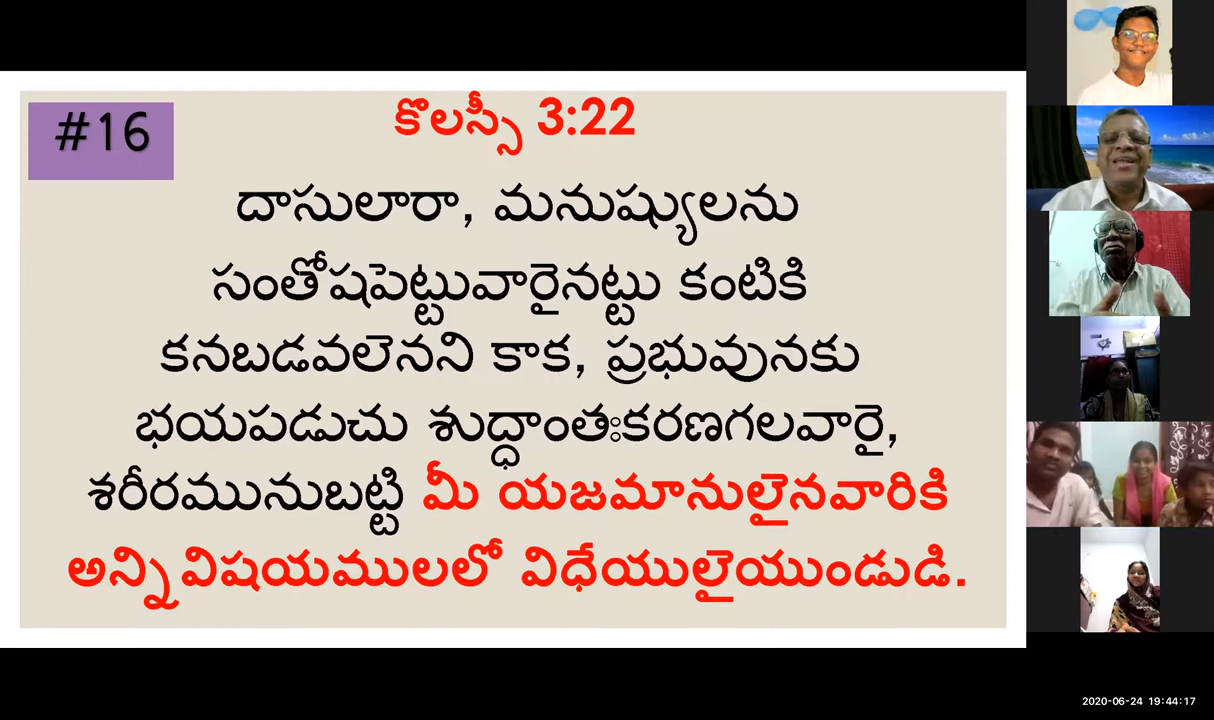 #16
కొలస్సీ 3:22
దాసులారా, మనుష్యులను
సంతోషపెట్టువారైనట్టు కంటికి
కనబడవలెనని కాక, ప్రభువునకు
భయపడుచు శుద్ధాంతఃకరణగలవారై,
శరీరమునుబట్టి మీ యజమానులైనవారికి
అన్నివిషయములలో విధేయులైయుండుడి.
2020-06-24 19:44:17